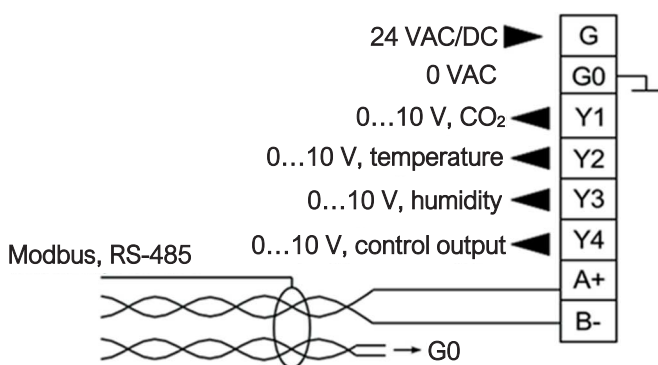 24 VAC/DC G
0 VAC G0
0...10 V, CO₂ Y1
0...10 V, temperature Y2
0...10 V, humidity Y3
0...10 V, control output Y4
Modbus, RS-485
A+
B-
G0